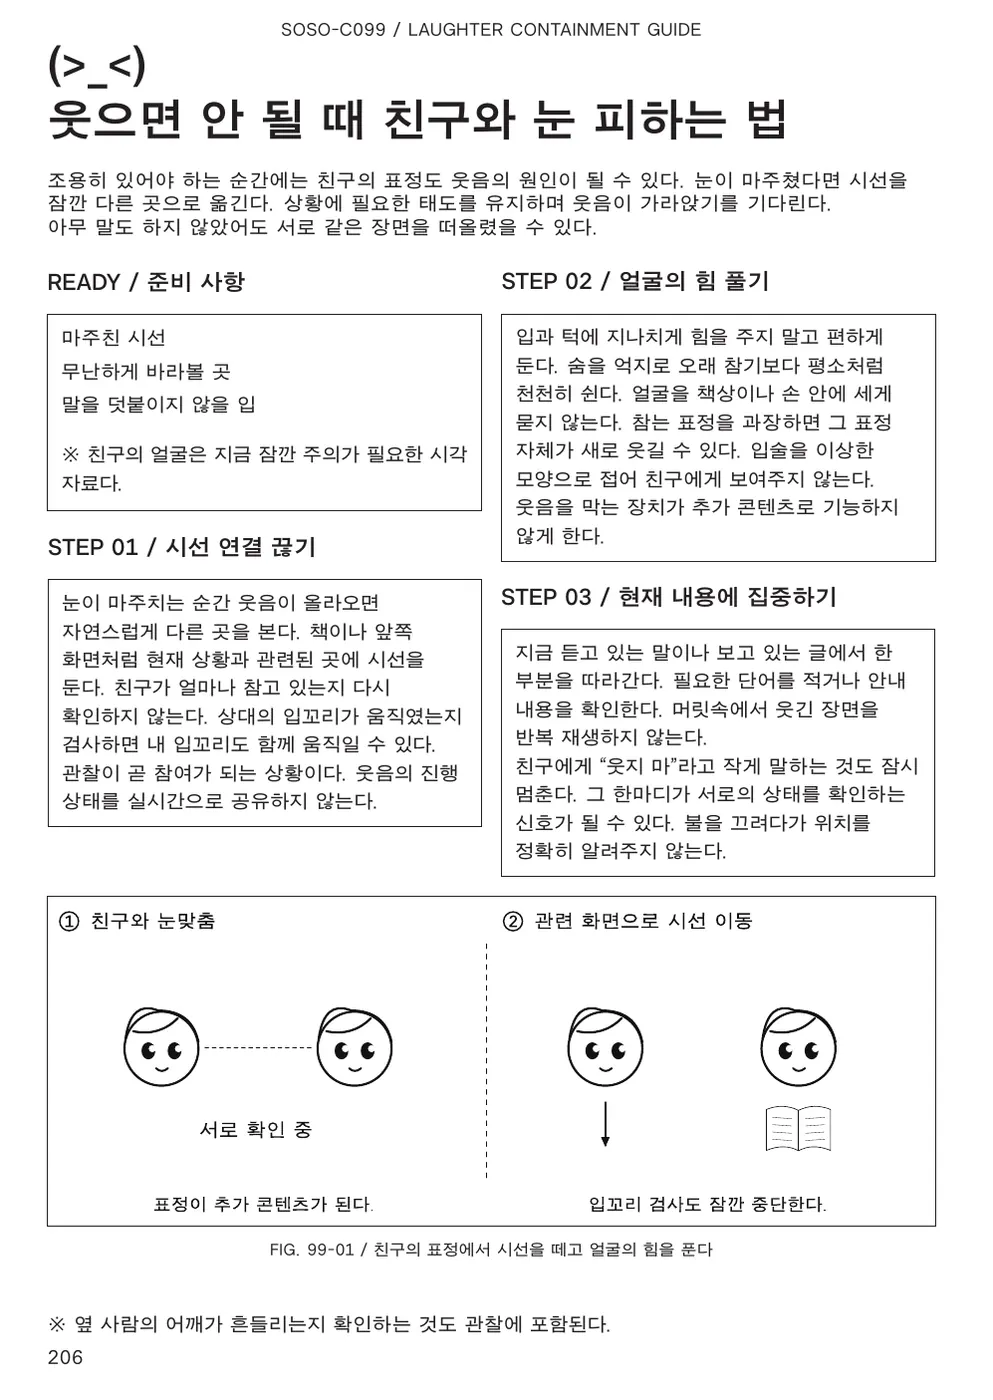 SOSO-C099 / LAUGHTER CONTAINMENT GUIDE
(>_<)
웃으면 안 될 때 친구와 눈 피하는 법
조용히 있어야 하는 순간에는 친구의 표정도 웃음의 원인이 될 수 있다. 눈이 마주쳤다면 시선을
잠깐 다른 곳으로 옮긴다. 상황에 필요한 태도를 유지하며 웃음이 가라앉기를 기다린다.
아무 말도 하지 않았어도 서로 같은 장면을 떠올렸을 수 있다.
READY / 준비 사항
마주친 시선
무난하게 바라볼 곳
말을 덧붙이지 않을 입
※ 친구의 얼굴은 지금 잠깐 주의가 필요한 시각
자료다.
STEP 01 / 시선 연결 끊기
눈이 마주치는 순간 웃음이 올라오면
자연스럽게 다른 곳을 본다. 책이나 앞쪽
화면처럼 현재 상황과 관련된 곳에 시선을
둔다. 친구가 얼마나 참고 있는지 다시
확인하지 않는다. 상대의 입꼬리가 움직였는지
검사하면 내 입꼬리도 함께 움직일 수 있다.
관찰이 곧 참여가 되는 상황이다. 웃음의 진행
상태를 실시간으로 공유하지 않는다.
STEP 02 / 얼굴의 힘 풀기
입과 턱에 지나치게 힘을 주지 말고 편하게
둔다. 숨을 억지로 오래 참기보다 평소처럼
천천히 쉰다. 얼굴을 책상이나 손 안에 세게
묻지 않는다. 참는 표정을 과장하면 그 표정
자체가 새로 웃길 수 있다. 입술을 이상한
모양으로 접어 친구에게 보여주지 않는다.
웃음을 막는 장치가 추가 콘텐츠로 기능하지
않게 한다.
STEP 03 / 현재 내용에 집중하기
지금 듣고 있는 말이나 보고 있는 글에서 한
부분을 따라간다. 필요한 단어를 적거나 안내
내용을 확인한다. 머릿속에서 웃긴 장면을
반복 재생하지 않는다.
친구에게 “웃지 마”라고 작게 말하는 것도 잠시
멈춘다. 그 한마디가 서로의 상태를 확인하는
신호가 될 수 있다. 불을 끄려다가 위치를
정확히 알려주지 않는다.
① 친구와 눈맞춤
서로 확인 중
표정이 추가 콘텐츠가 된다.
② 관련 화면으로 시선 이동
입꼬리 검사도 잠깐 중단한다.
FIG. 99-01 / 친구의 표정에서 시선을 떼고 얼굴의 힘을 푼다
※ 옆 사람의 어깨가 흔들리는지 확인하는 것도 관찰에 포함된다.
206